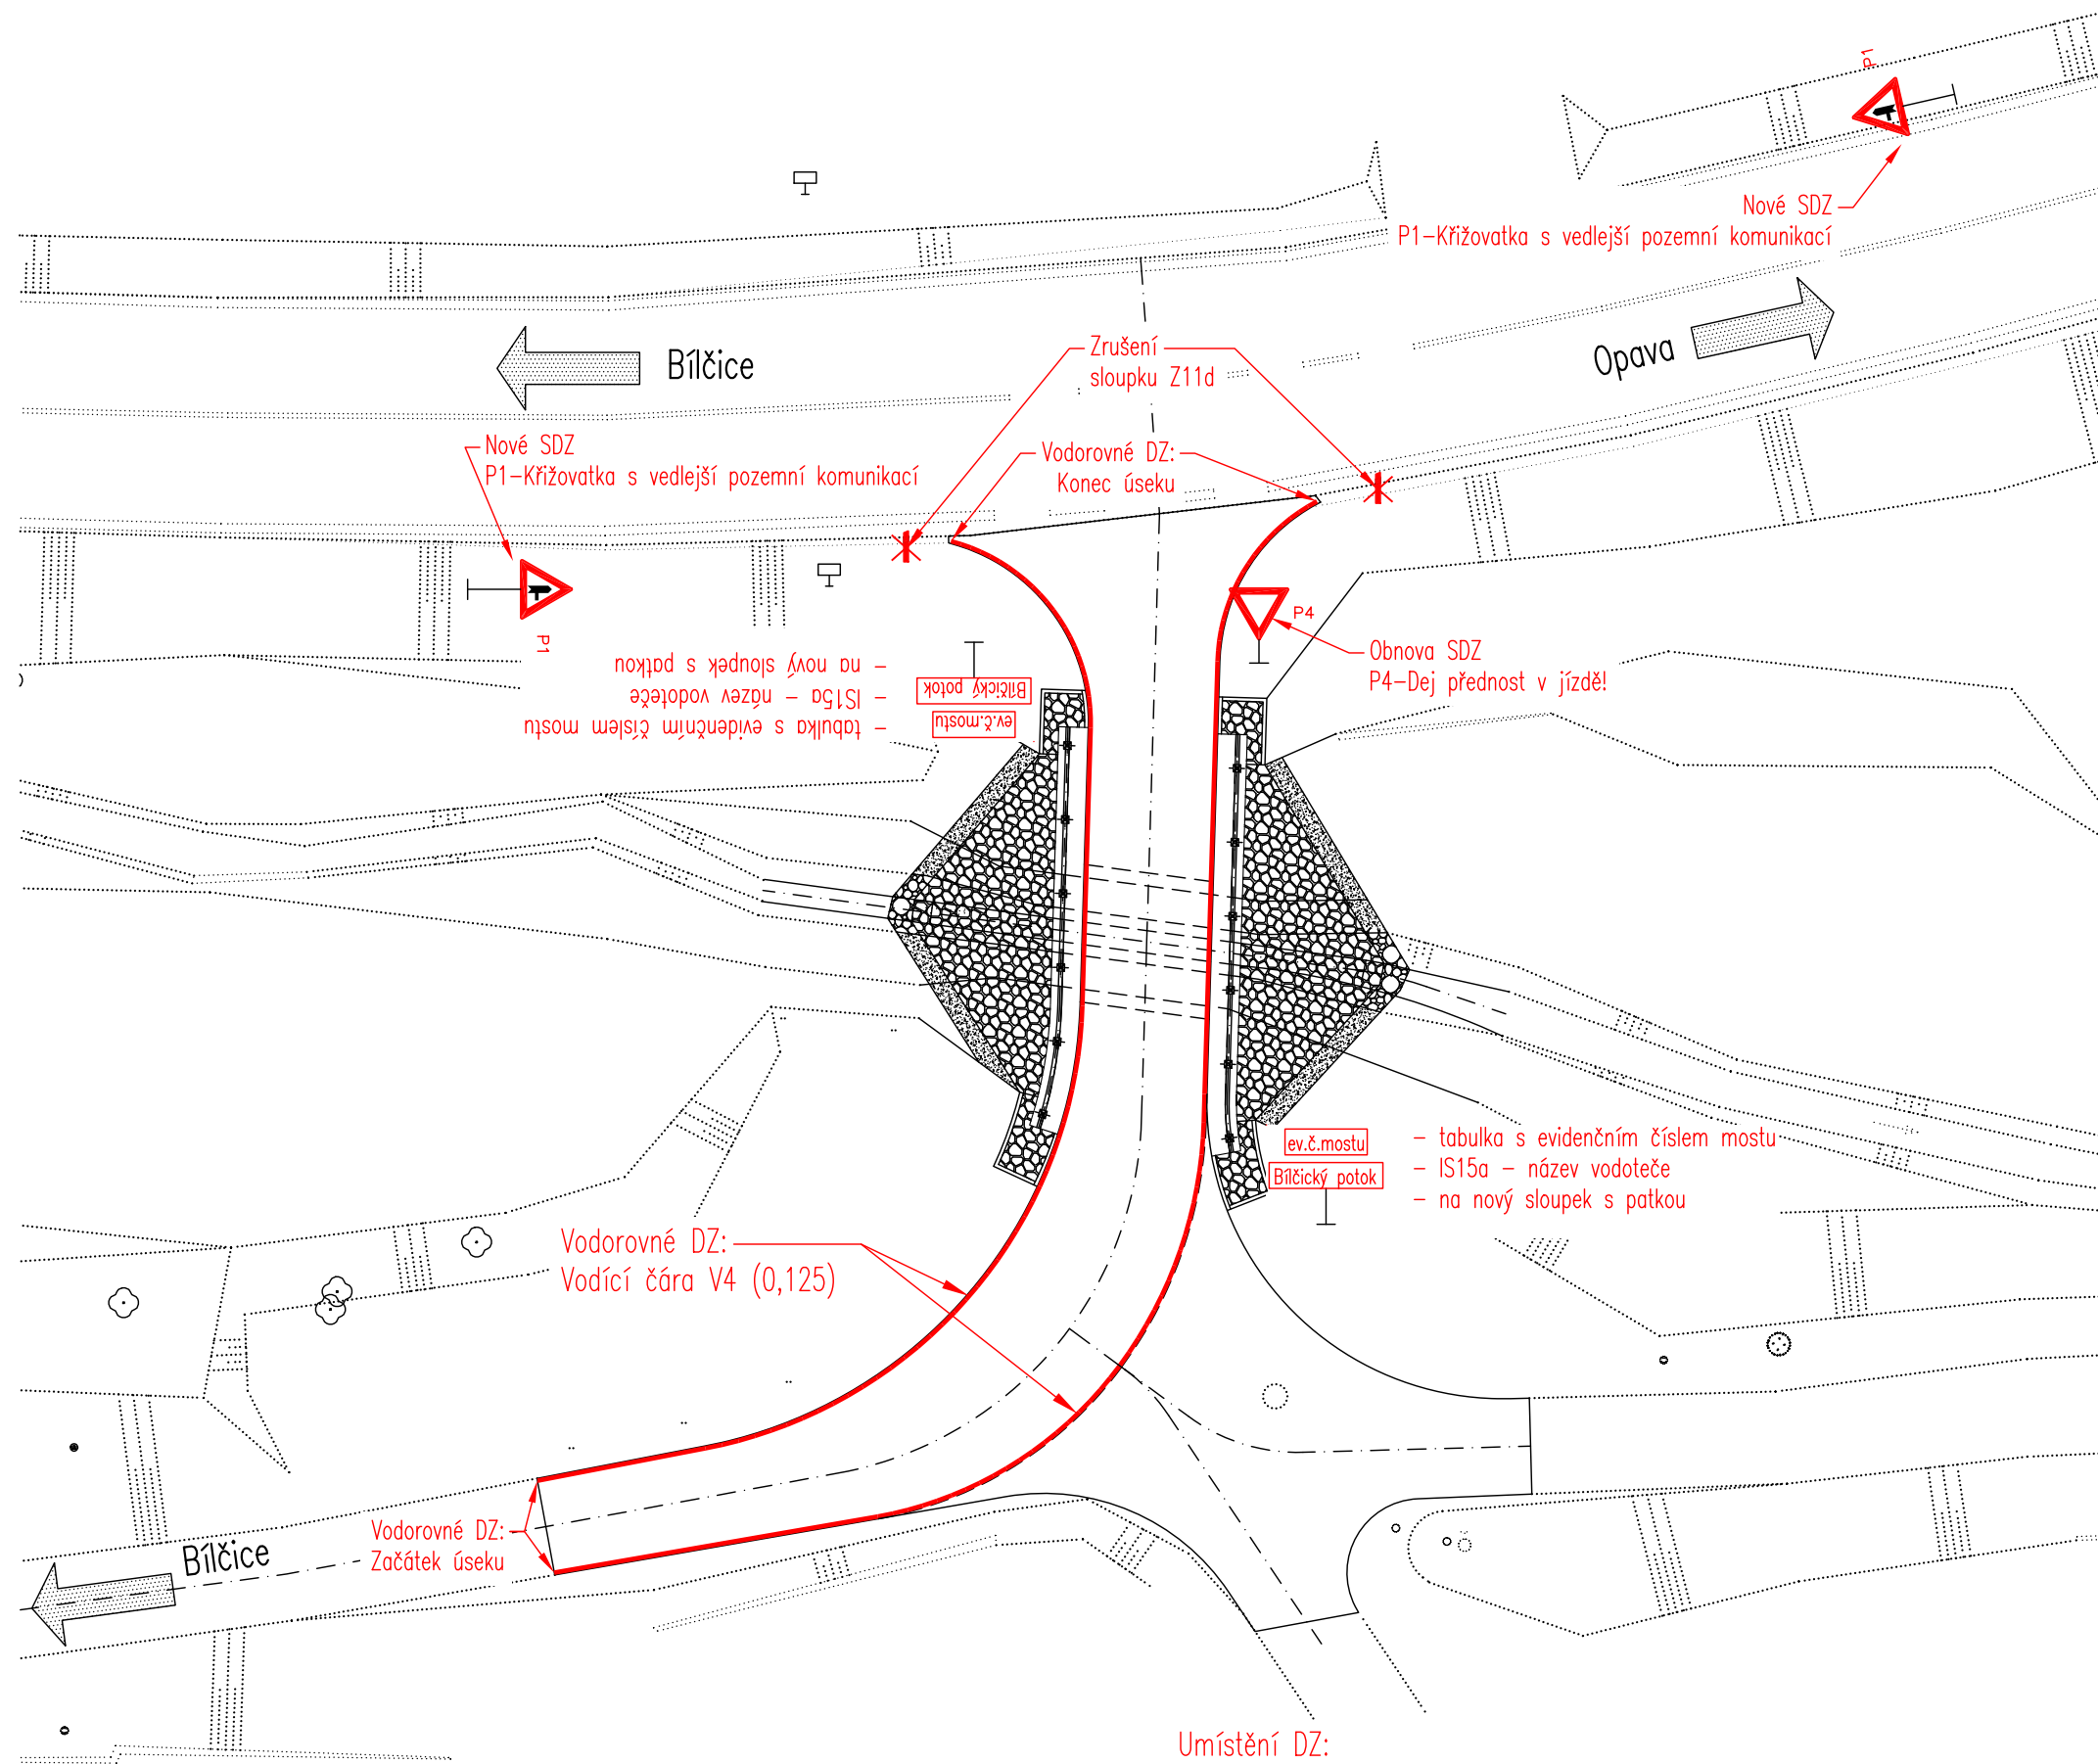 P1
Nové SDZ
P1-Křižovatka s vedlejší pozemní komunikací
Opava
Bílčice
Zrušení
sloupku Z11d
Nové SDZ
P1-Křižovatka s vedlejší pozemní komunikací
Vodorovné DZ:
Konec úseku
P1
P4
Obnova SDZ
P4-Dej přednost v jízdě!
- tabulka s evidenčním číslem mostu
- IS15a - název vodoteče
- na nový sloupek s patkou
ev.č.mostu
Bílčický potok
ev.č.mostu
Bílčický potok
- tabulka s evidenčním číslem mostu
- IS15a - název vodoteče
- na nový sloupek s patkou
Vodorovné DZ:
Vodící čára V4 (0,125)
Vodorovné DZ:
Začátek úseku
Bílčice
Umístění DZ: